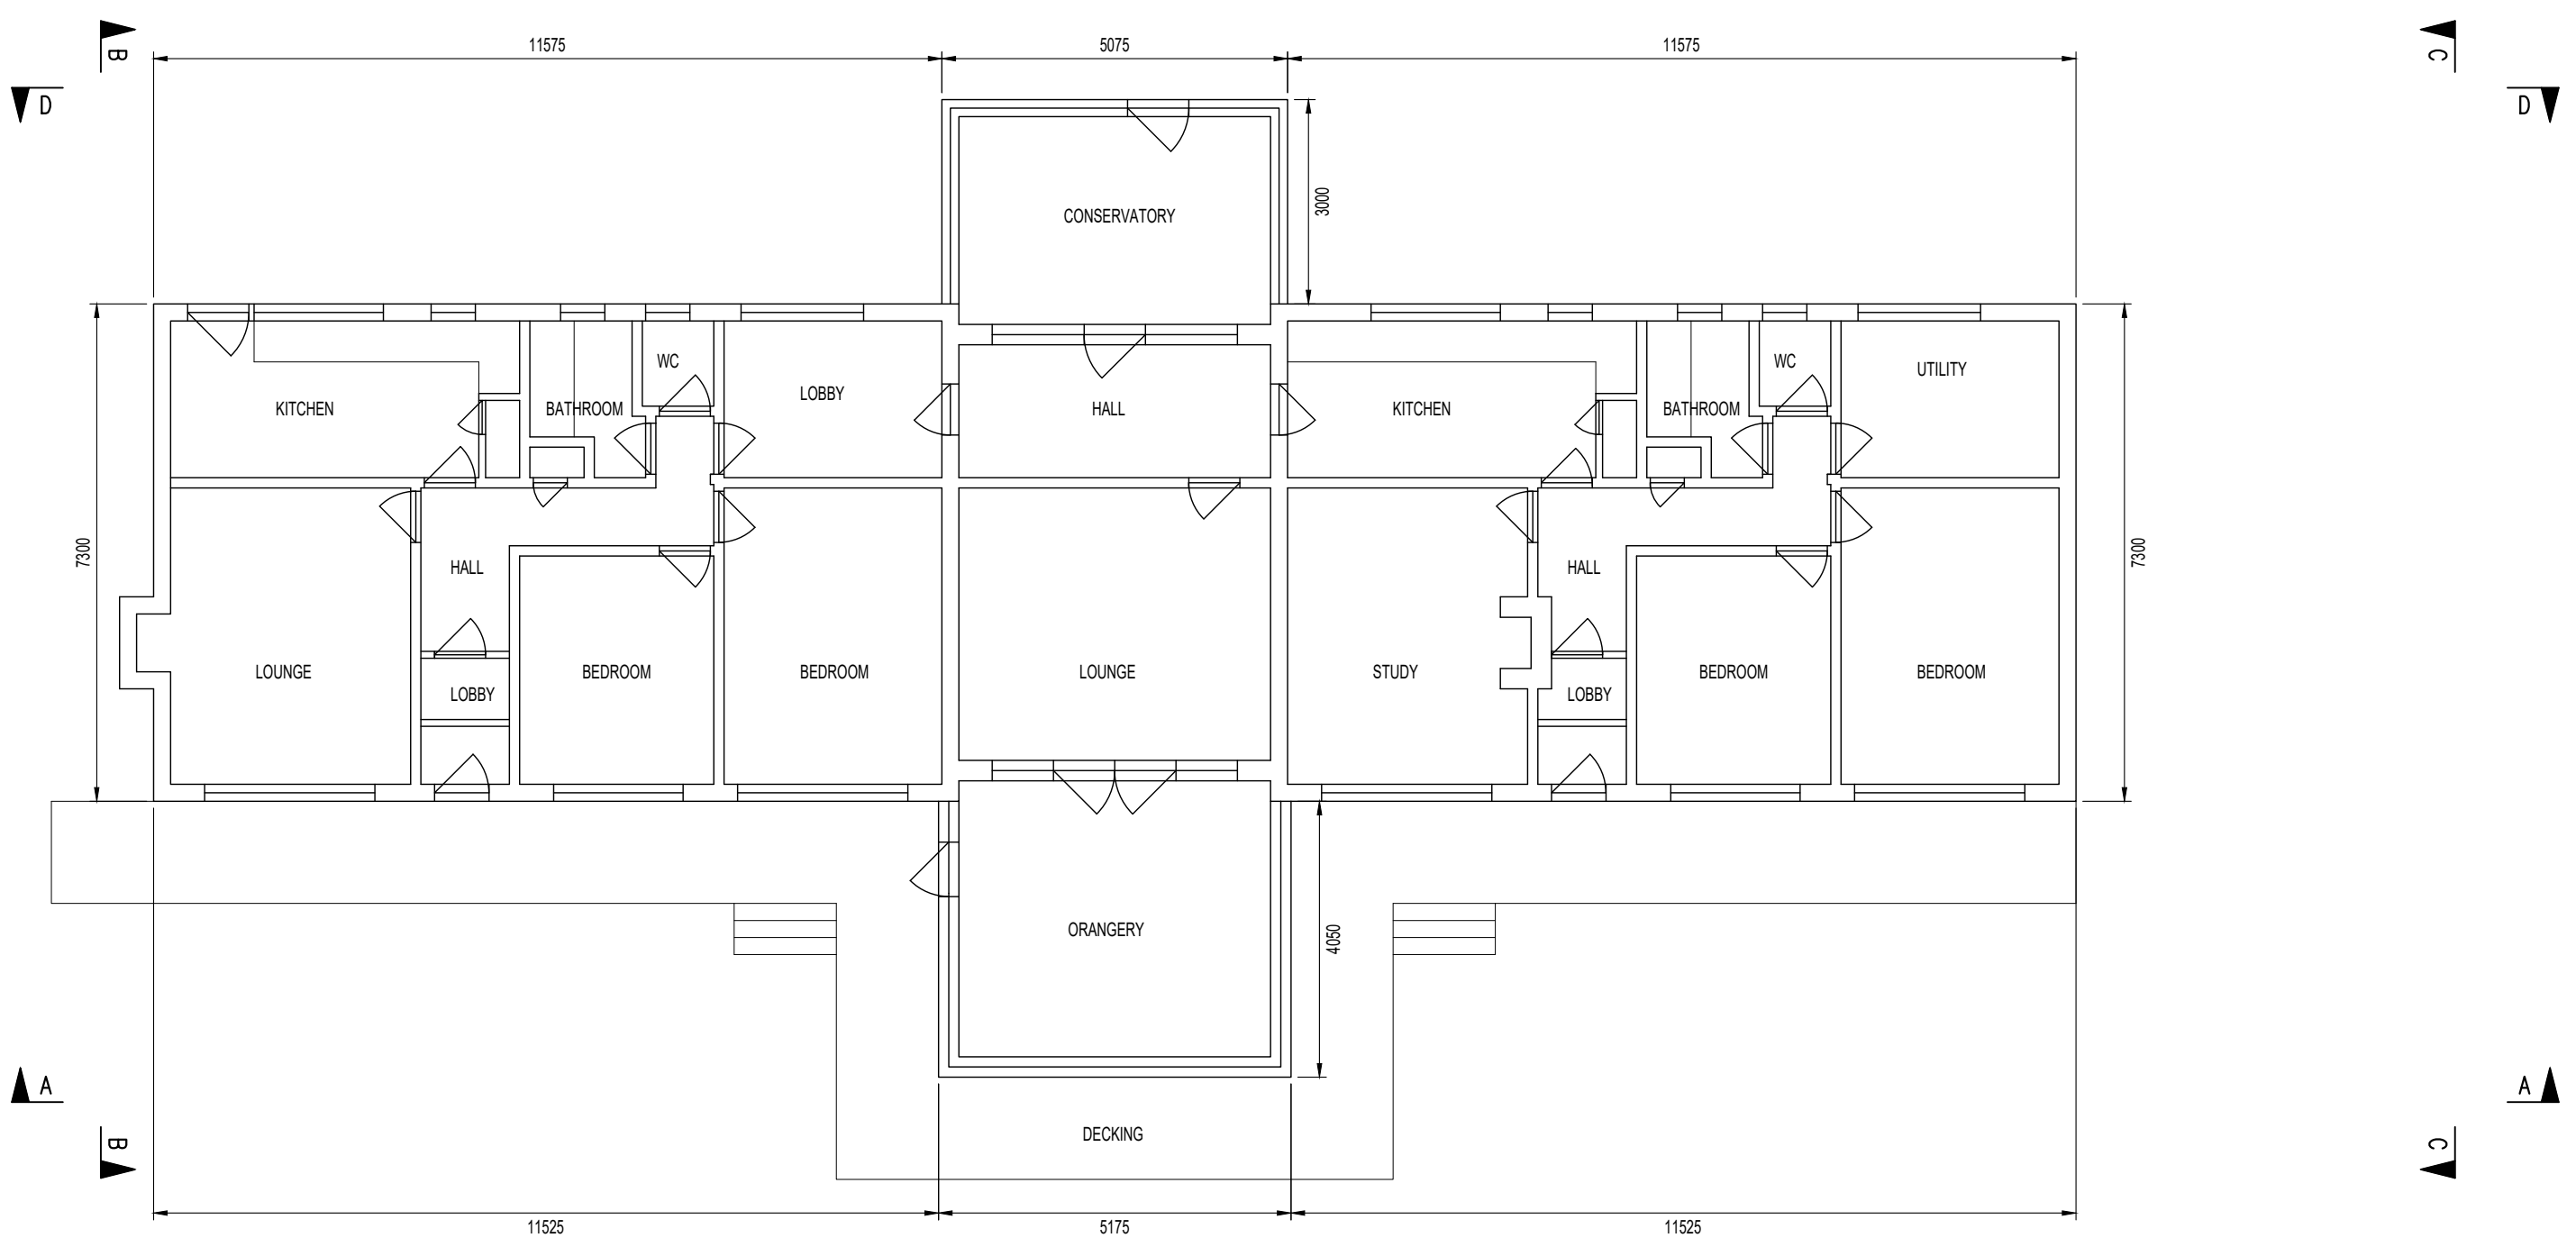 11575 5075 11575
B C
D D
3000
CONSERVATORY
WC WC
UTILITY
LOBBY
KITCHEN BATHROOM HALL KITCHEN BATHROOM
7300 7300
HALL HALL
LOUNGE BEDROOM BEDROOM LOUNGE STUDY BEDROOM BEDROOM
LOBBY LOBBY
ORANGERY
4050
A A
DECKING
B C
11525 5175 11525